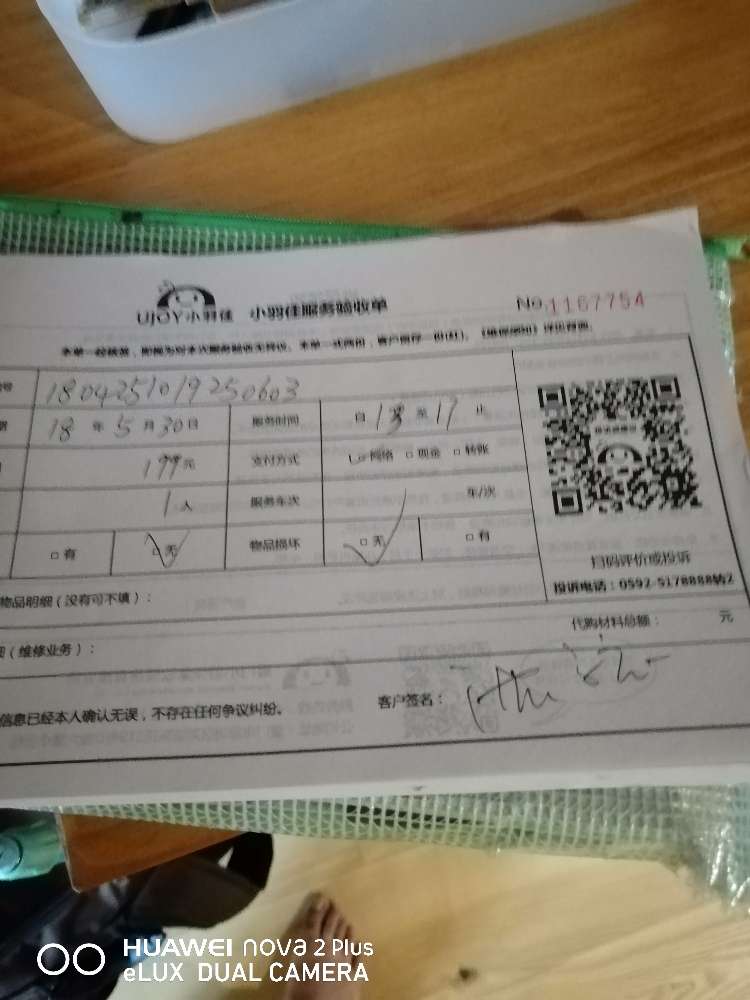 UJOY小羽佳 小羽佳服务验收单 No.1167754
号 1804251019250603
18 年 5 月 30 日 服务时间 自 13 至 17 止
199 元 支付方式 网络 □ 现金 □ 转账
1 人 服务车次 车/次
□ 有 □ 无 物品损坏 □ 无 □ 有
扫码评价或投诉
投诉电话：0592-5178888转2
物品明细（没有可不填）：
代购材料总额： 元
（维修业务）：
信息已经本人确认无误，不存在任何争议纠纷。 客户签名：
HUAWEI nova 2 Plus
eLUX DUAL CAMERA